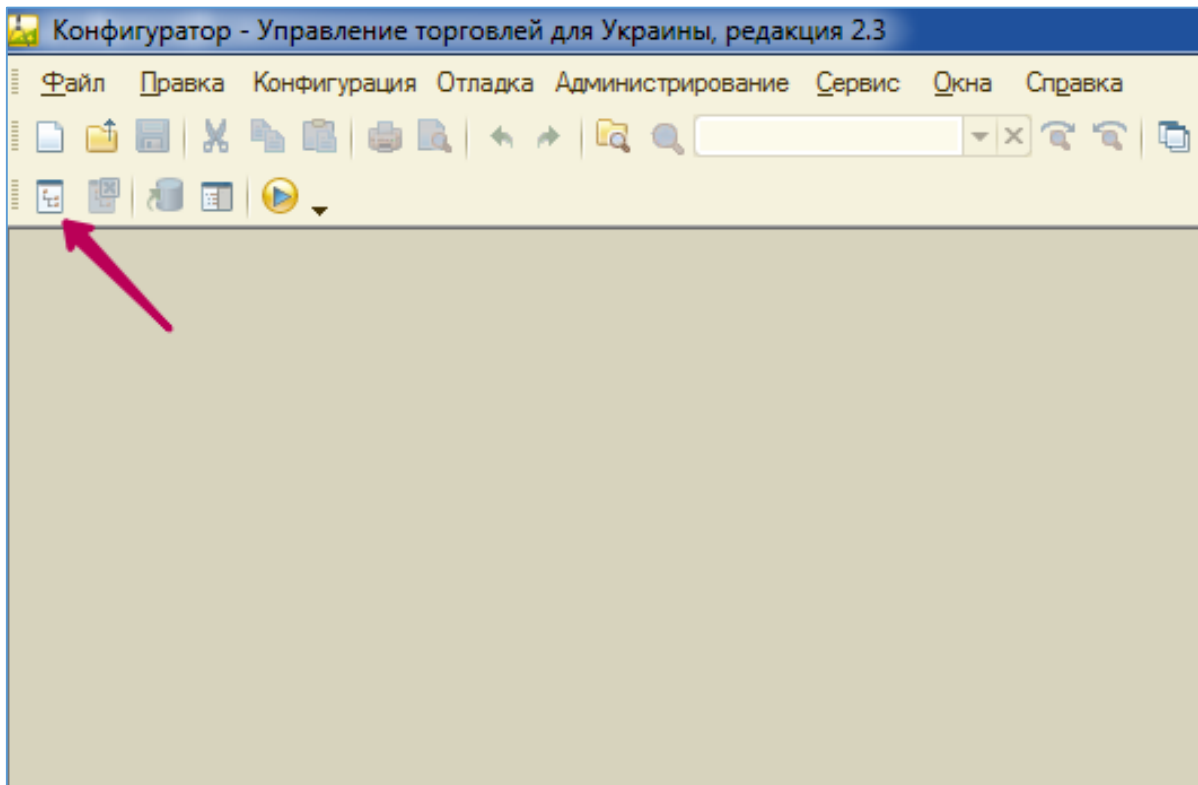 Конфигуратор - Управление торговлей для Украины, редакция 2.3
Файл Правка Конфигурация Отладка Администрирование Сервис Окна Справка